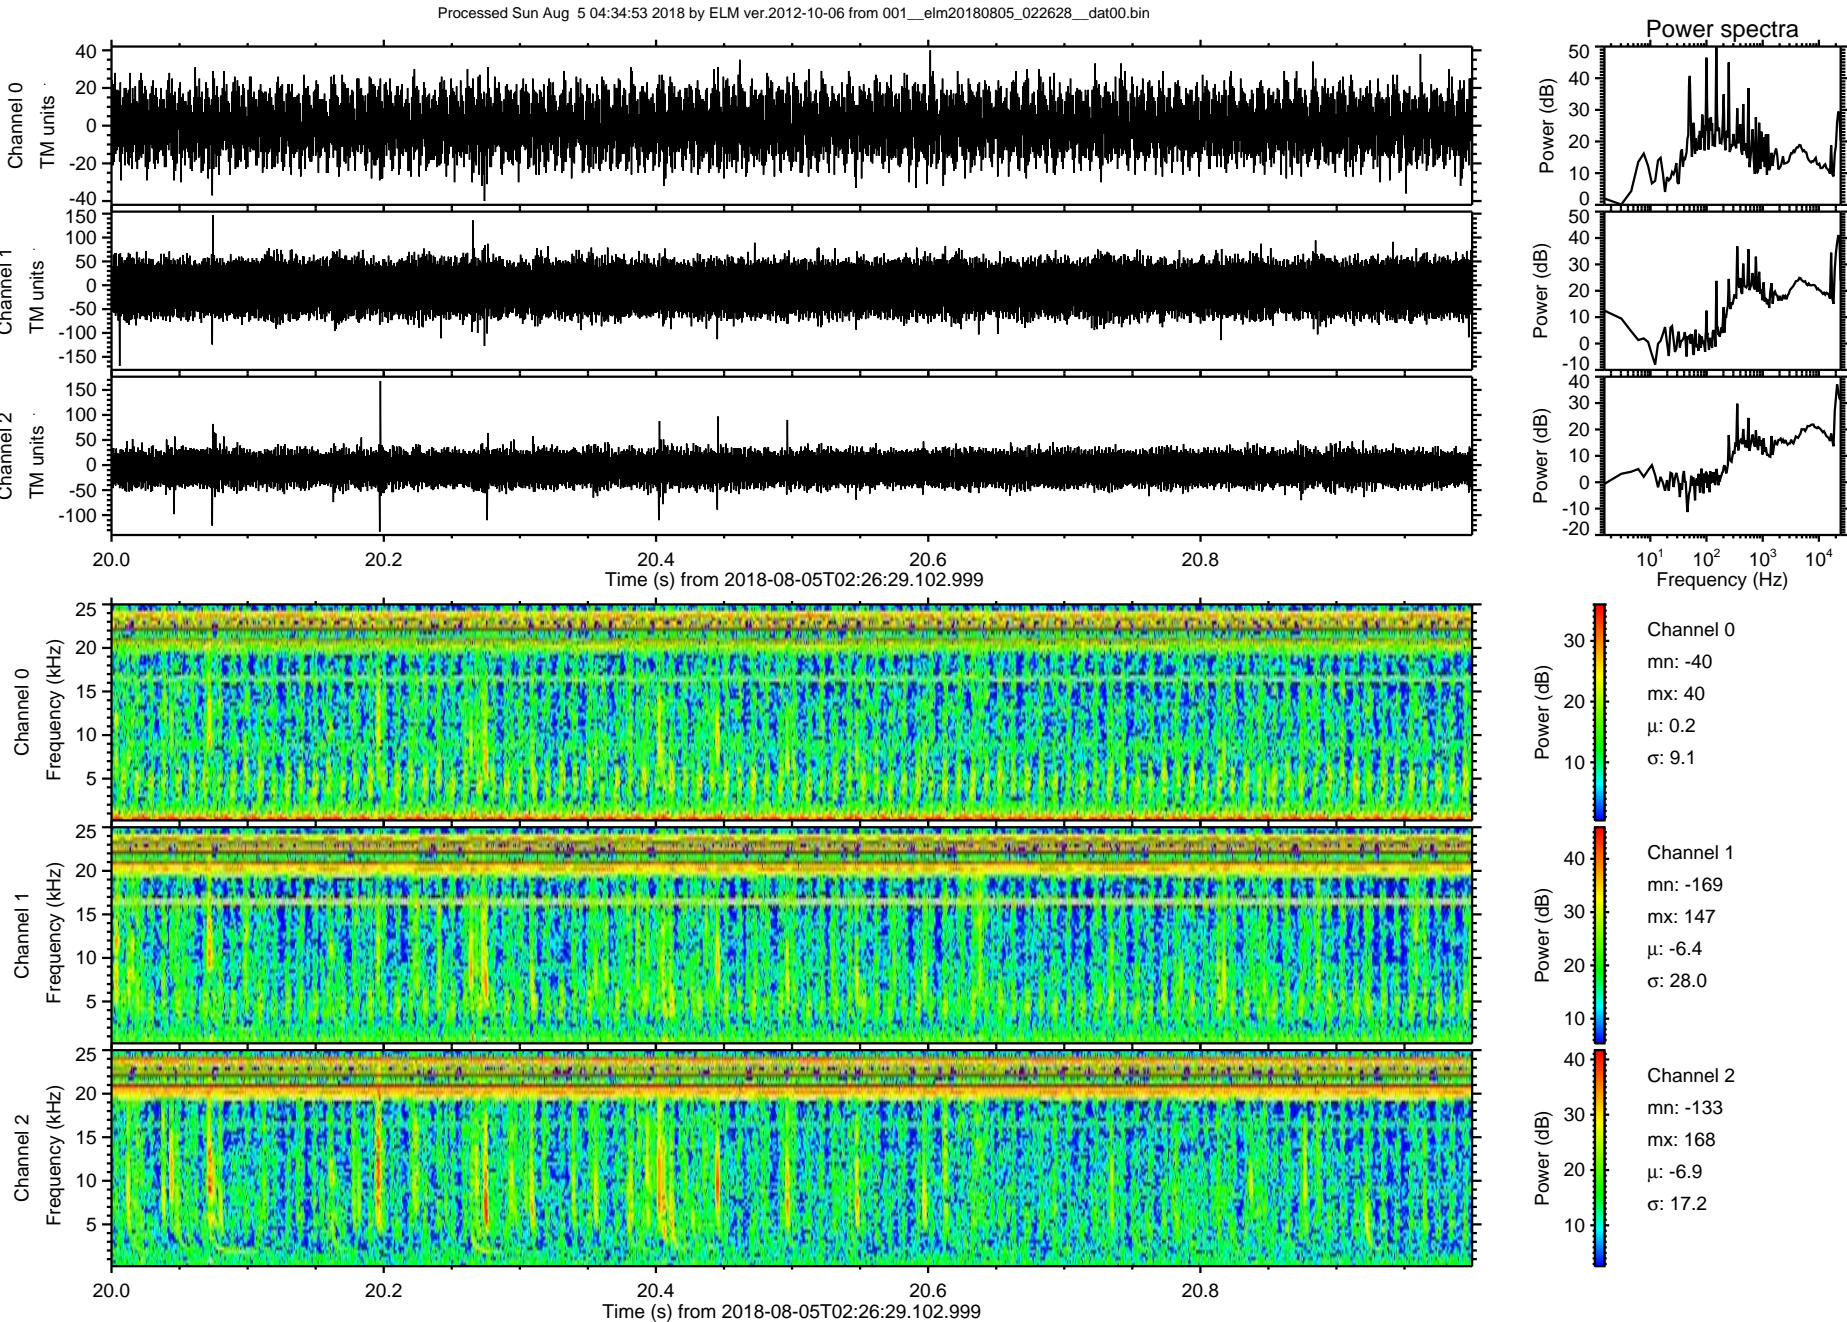 Processed Sun Aug 5 04:34:53 2018 by ELM ver.2012-10-06 from 001__elm20180805_022628__dat00.bin
Power spectra
Channel 0
TM units
40
20
0
-20
-40
Power (dB)
50
40
30
20
10
0
Channel 1
TM units
150
100
50
0
-50
-100
-150
Power (dB)
50
40
30
20
10
0
-10
Channel 2
TM units
150
100
50
0
-50
-100
Power (dB)
40
30
20
10
0
-10
-20
20.0 20.2 20.4 20.6 20.8
Time (s) from 2018-08-05T02:26:29.102.999
10^1 10^2 10^3 10^4
Frequency (Hz)
Channel 0
Frequency (kHz)
25
20
15
10
5
Power (dB)
30
20
10
Channel 0
mn: -40
mx: 40
μ: 0.2
σ: 9.1
Channel 1
Frequency (kHz)
25
20
15
10
5
Power (dB)
40
30
20
10
Channel 1
mn: -169
mx: 147
μ: -6.4
σ: 28.0
Channel 2
Frequency (kHz)
25
20
15
10
5
Power (dB)
40
30
20
10
Channel 2
mn: -133
mx: 168
μ: -6.9
σ: 17.2
20.0 20.2 20.4 20.6 20.8
Time (s) from 2018-08-05T02:26:29.102.999